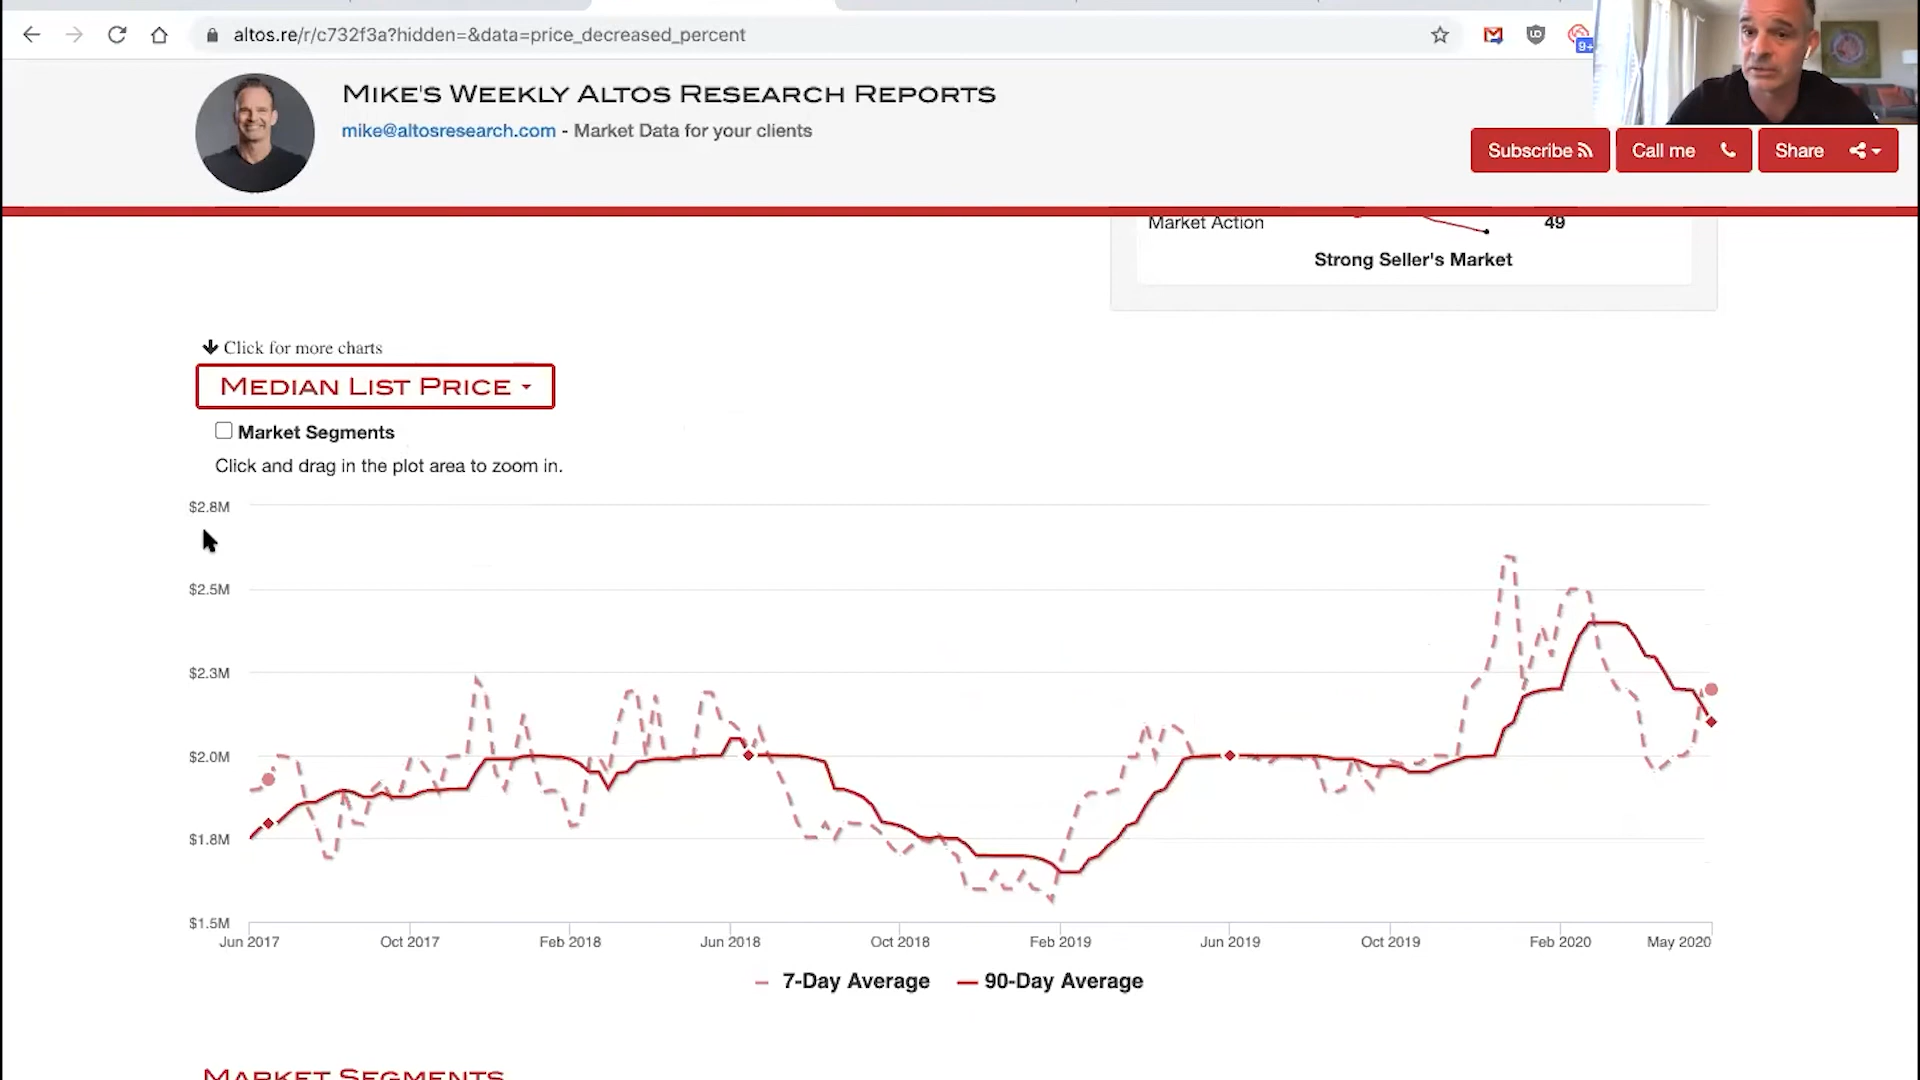 altos.re/r/c732f3a?hidden=&data=price_decreased_percent
9+
MIKE'S WEEKLY ALTOS RESEARCH REPORTS
mike@altosresearch.com - Market Data for your clients
Subscribe
Call me
Share
Market Action
49
Strong Seller's Market
Click for more charts
MEDIAN LIST PRICE
Market Segments
Click and drag in the plot area to zoom in.
$2.8M
$2.5M
$2.3M
$2.0M
$1.8M
$1.5M
Jun 2017
Oct 2017
Feb 2018
Jun 2018
Oct 2018
Feb 2019
Jun 2019
Oct 2019
Feb 2020
May 2020
7-Day Average
90-Day Average
MARKET SEGMENTS